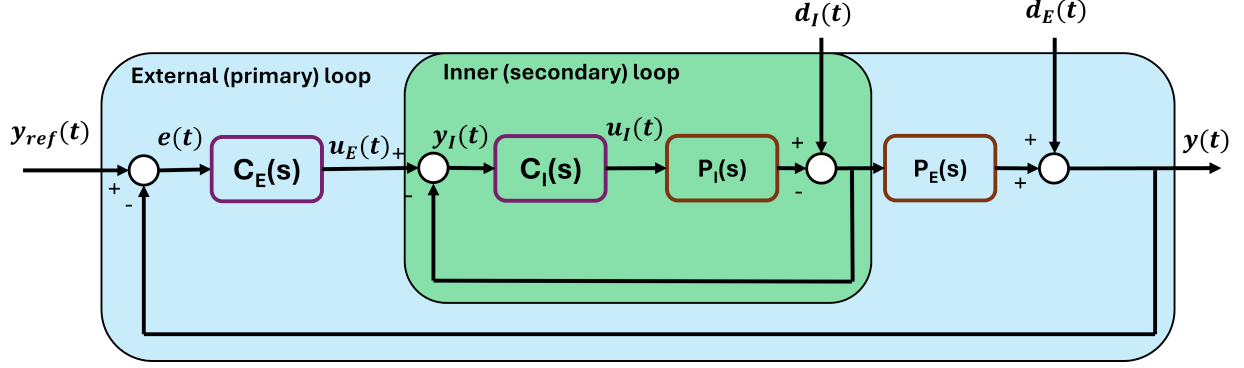 d_I(t)
d_E(t)
External (primary) loop
Inner (secondary) loop
y_ref(t)
e(t)
u_E(t)
y_I(t)
u_I(t)
y(t)
C_E(s)
C_I(s)
P_I(s)
P_E(s)
+
-
+
-
+
-
+
+